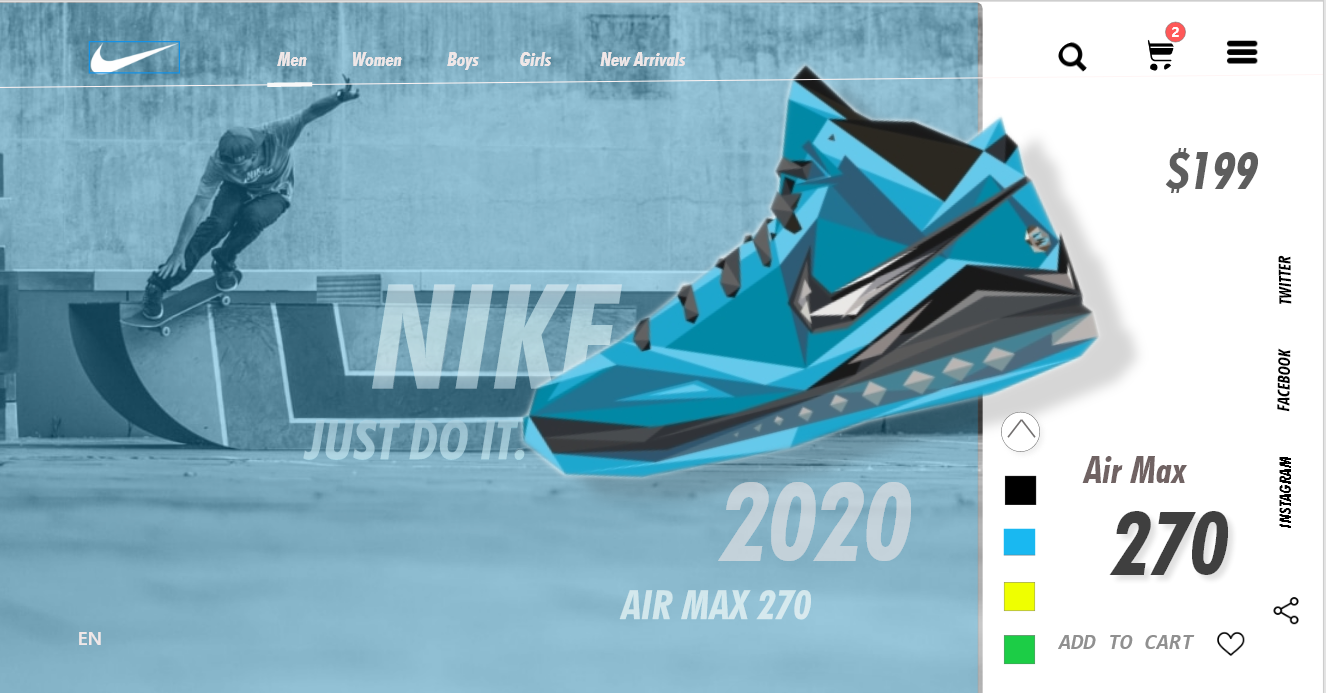 Men Women Boys Girls New Arrivals
2
$199
TWITTER
FACEBOOK
INSTAGRAM
NIKE
JUST DO IT.
2020
AIR MAX 270
Air Max
270
ADD TO CART
EN